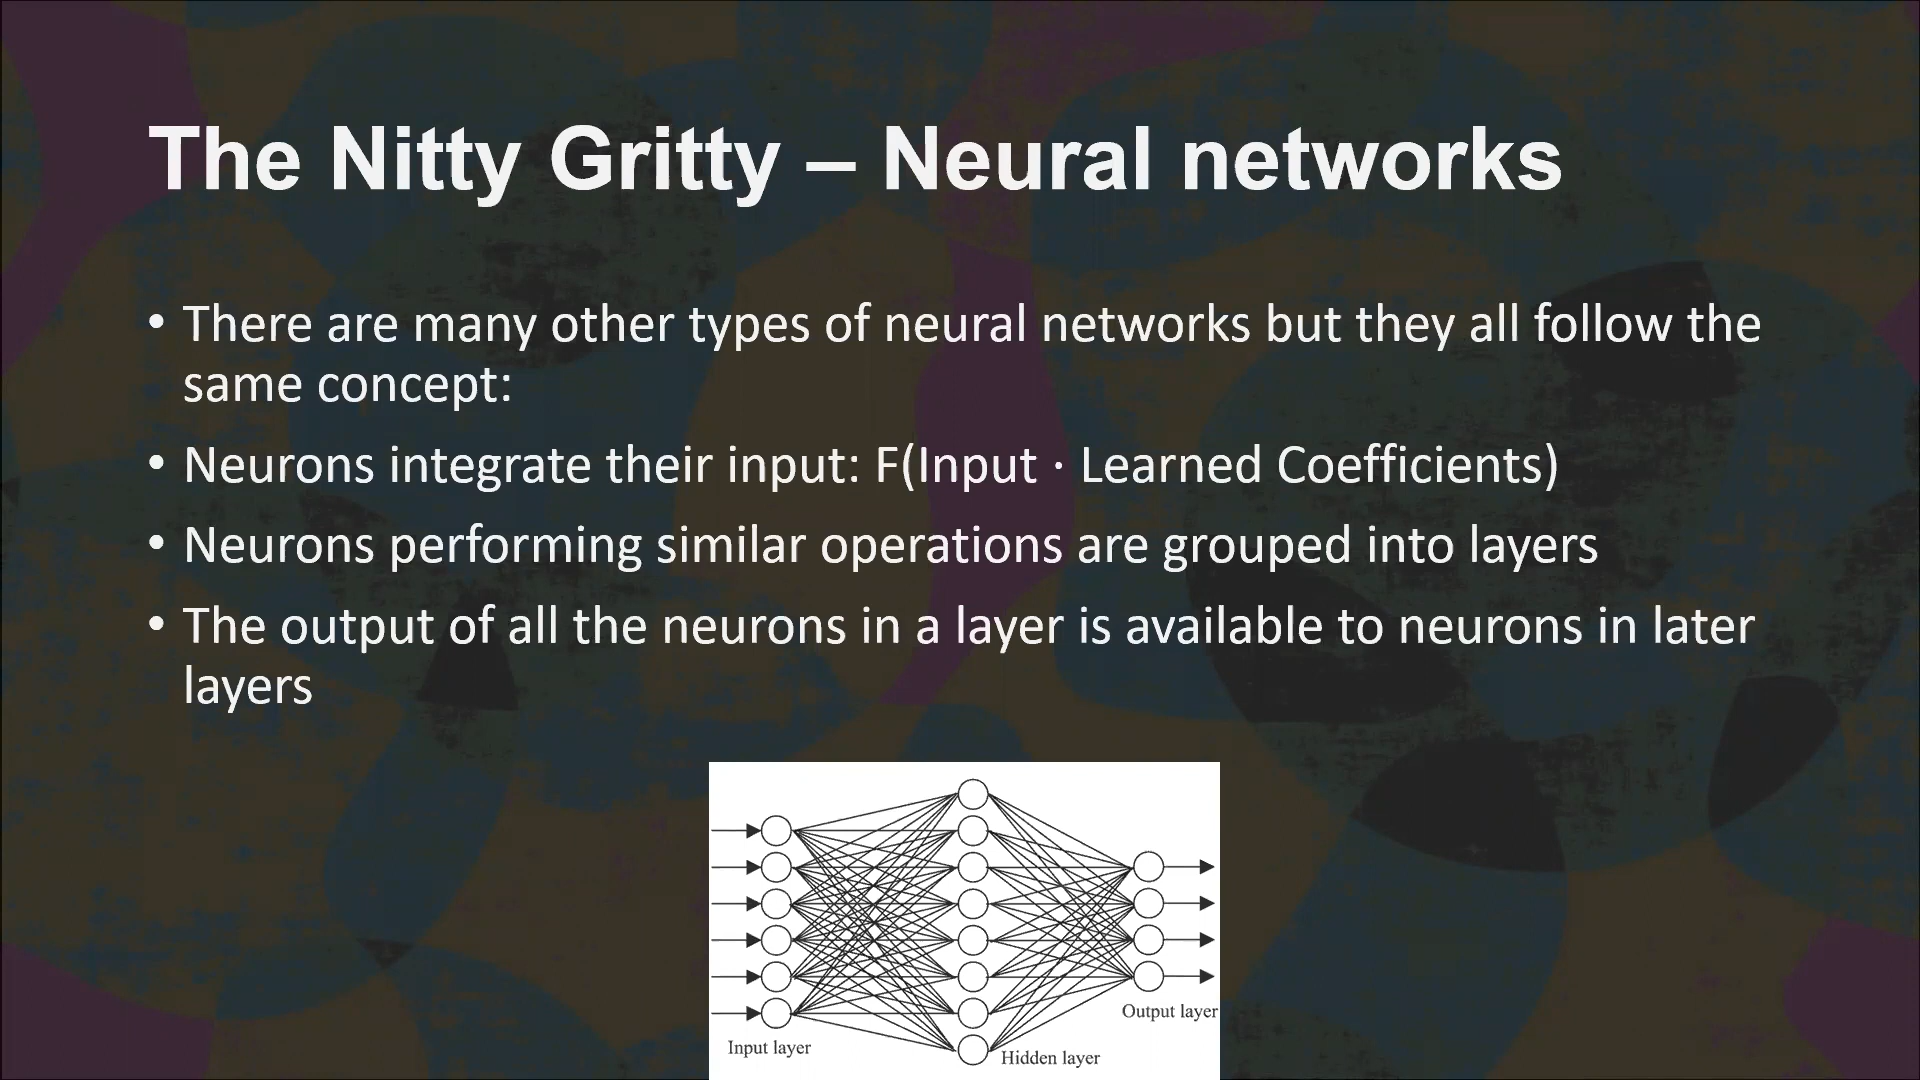 The Nitty Gritty – Neural networks
• There are many other types of neural networks but they all follow the
same concept:
• Neurons integrate their input: F(Input · Learned Coefficients)
• Neurons performing similar operations are grouped into layers
• The output of all the neurons in a layer is available to neurons in later
layers
Output layer
Input layer
Hidden layer